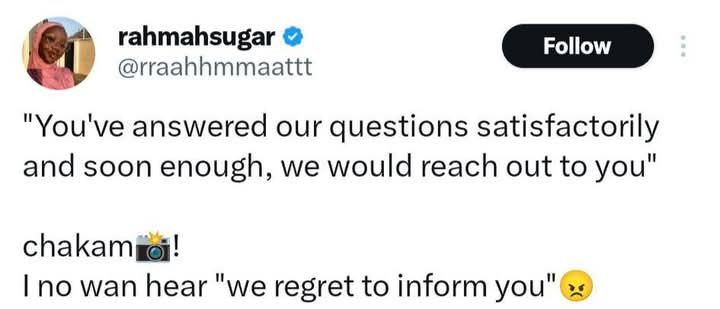 rahmahsugar
@rraahhmmaattt
Follow
"You've answered our questions satisfactorily
and soon enough, we would reach out to you"
chakam📸!
I no wan hear "we regret to inform you"😠